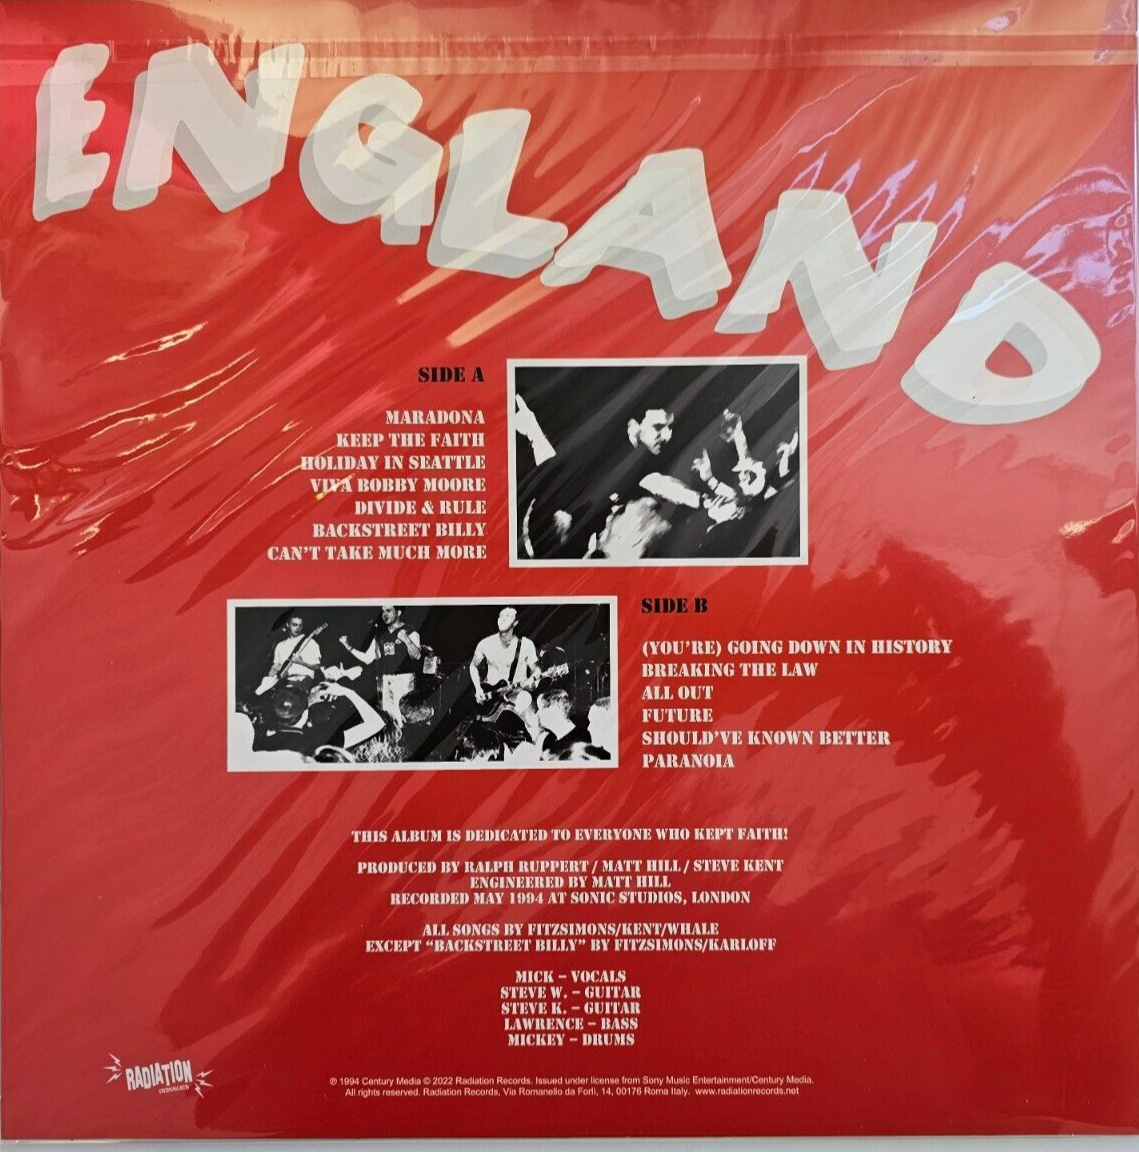 ENGLAND
SIDE A
MARADONA
KEEP THE FAITH
HOLIDAY IN SEATTLE
VIVA BOBBY MOORE
DIVIDE & RULE
BACKSTREET BILLY
CAN'T TAKE MUCH MORE
SIDE B
(YOU'RE) GOING DOWN IN HISTORY
BREAKING THE LAW
ALL OUT
FUTURE
SHOULD'VE KNOWN BETTER
PARANOIA
THIS ALBUM IS DEDICATED TO EVERYONE WHO KEPT FAITH!
PRODUCED BY RALPH RUPPERT / MATT HILL / STEVE KENT
ENGINEERED BY MATT HILL
RECORDED MAY 1994 AT SONIC STUDIOS, LONDON
ALL SONGS BY FITZSIMONS/KENT/WHALE
EXCEPT “BACKSTREET BILLY” BY FITZSIMONS/KARLOFF
MICK – VOCALS
STEVE W. – GUITAR
STEVE K. – GUITAR
LAWRENCE – BASS
MICKEY – DRUMS
RADIATION
REISSUES
℗ 1994 Century Media © 2022 Radiation Records. Issued under license from Sony Music Entertainment/Century Media.
All rights reserved. Radiation Records, Via Romanello da Forlì, 14, 00176 Roma Italy. www.radiationrecords.net